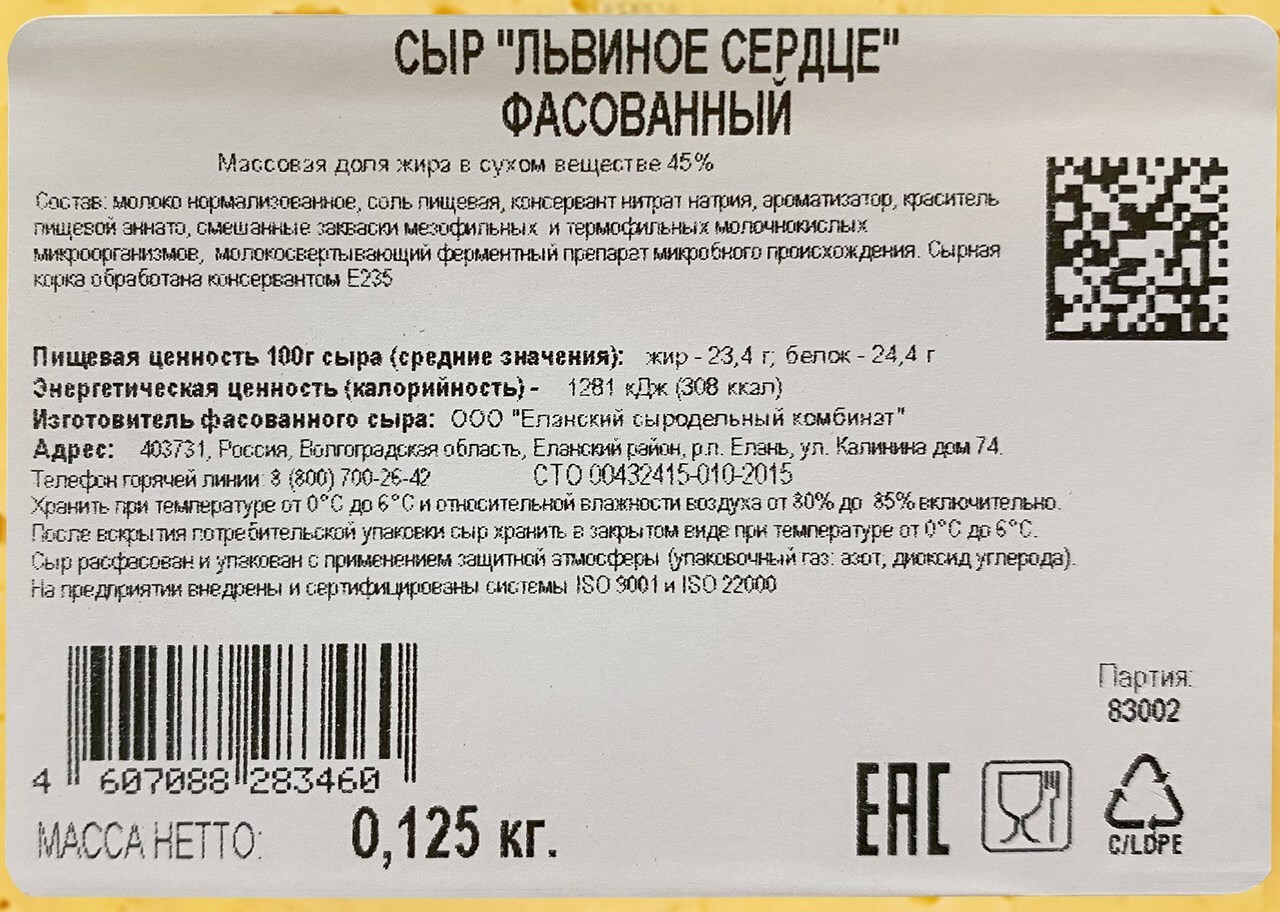 СЫР "ЛЬВИНОЕ СЕРДЦЕ"
ФАСОВАННЫЙ
Массовая доля жира в сухом веществе 45%
Состав: молоко нормализованное, соль пищевая, консервант нитрат натрия, ароматизатор, краситель
пищевой аннато, смешанные закваски мезофильных и термофильных молочнокислых
микроорганизмов, молокосвертывающий ферментный препарат микробного происхождения. Сырная
корка обработана консервантом Е235
Пищевая ценность 100г сыра (средние значения): жир - 23,4 г; белок - 24,4 г
Энергетическая ценность (калорийность) - 1281 кДж (308 ккал)
Изготовитель фасованного сыра: ООО "Еланский сыродельный комбинат"
Адрес: 403731, Россия, Волгоградская область, Еланский район, р.п. Елань, ул. Калинина дом 74.
Телефон горячей линии: 8 (800) 700-26-42 СТО 00432415-010-2015
Хранить при температуре от 0°С до 6°С и относительной влажности воздуха от 80% до 85% включительно.
После вскрытия потребительской упаковки сыр хранить в закрытом виде при температуре от 0°С до 6°С.
Сыр расфасован и упакован с применением защитной атмосферы (упаковочный газ: азот, диоксид углерода).
На предприятии внедрены и сертифицированы системы ISO 9001 и ISO 22000
Партия:
83002
4 607088 283460
МАССА НЕТТО: 0,125 кг.
EAC
C/LDPE